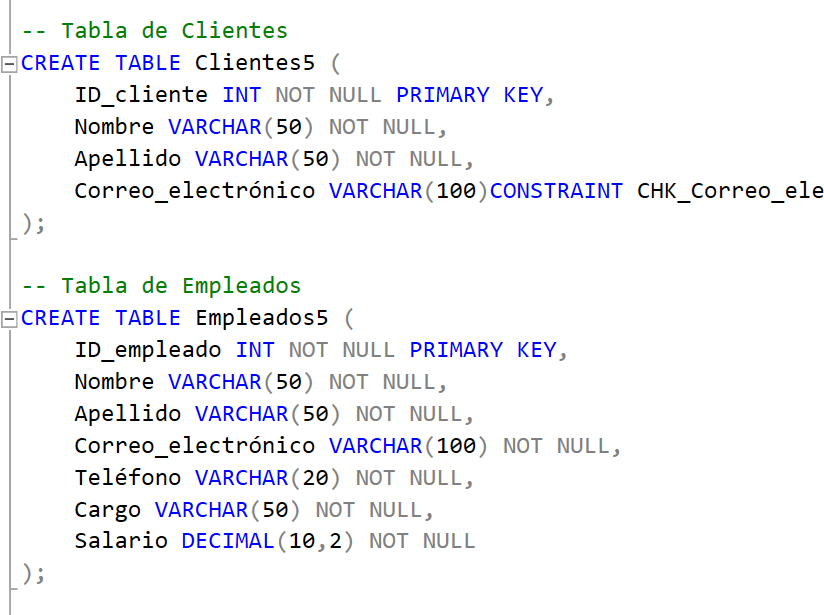 -- Tabla de Clientes
CREATE TABLE Clientes5 (
ID_cliente INT NOT NULL PRIMARY KEY,
Nombre VARCHAR(50) NOT NULL,
Apellido VARCHAR(50) NOT NULL,
Correo_electrónico VARCHAR(100)CONSTRAINT CHK_Correo_ele
);
-- Tabla de Empleados
CREATE TABLE Empleados5 (
ID_empleado INT NOT NULL PRIMARY KEY,
Nombre VARCHAR(50) NOT NULL,
Apellido VARCHAR(50) NOT NULL,
Correo_electrónico VARCHAR(100) NOT NULL,
Teléfono VARCHAR(20) NOT NULL,
Cargo VARCHAR(50) NOT NULL,
Salario DECIMAL(10,2) NOT NULL
);